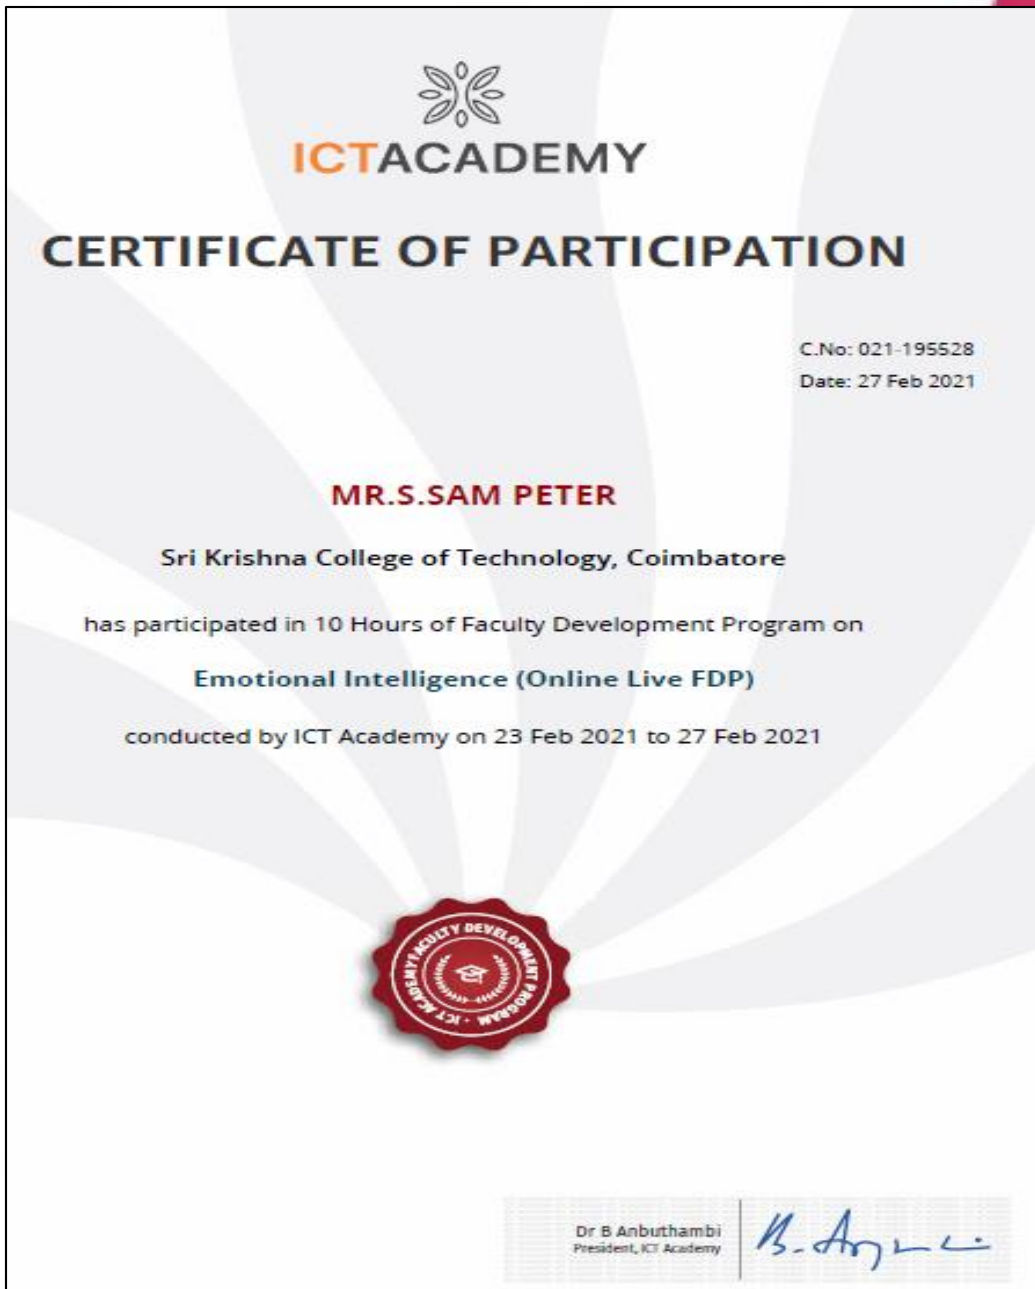 ICTACADEMY
CERTIFICATE OF PARTICIPATION
C.No: 021-195528
Date: 27 Feb 2021
MR.S.SAM PETER
Sri Krishna College of Technology, Coimbatore
has participated in 10 Hours of Faculty Development Program on
Emotional Intelligence (Online Live FDP)
conducted by ICT Academy on 23 Feb 2021 to 27 Feb 2021
ICT ACADEMY FACULTY DEVELOPMENT PROGRAM
Dr B Anbuthambi
President, ICT Academy
B.